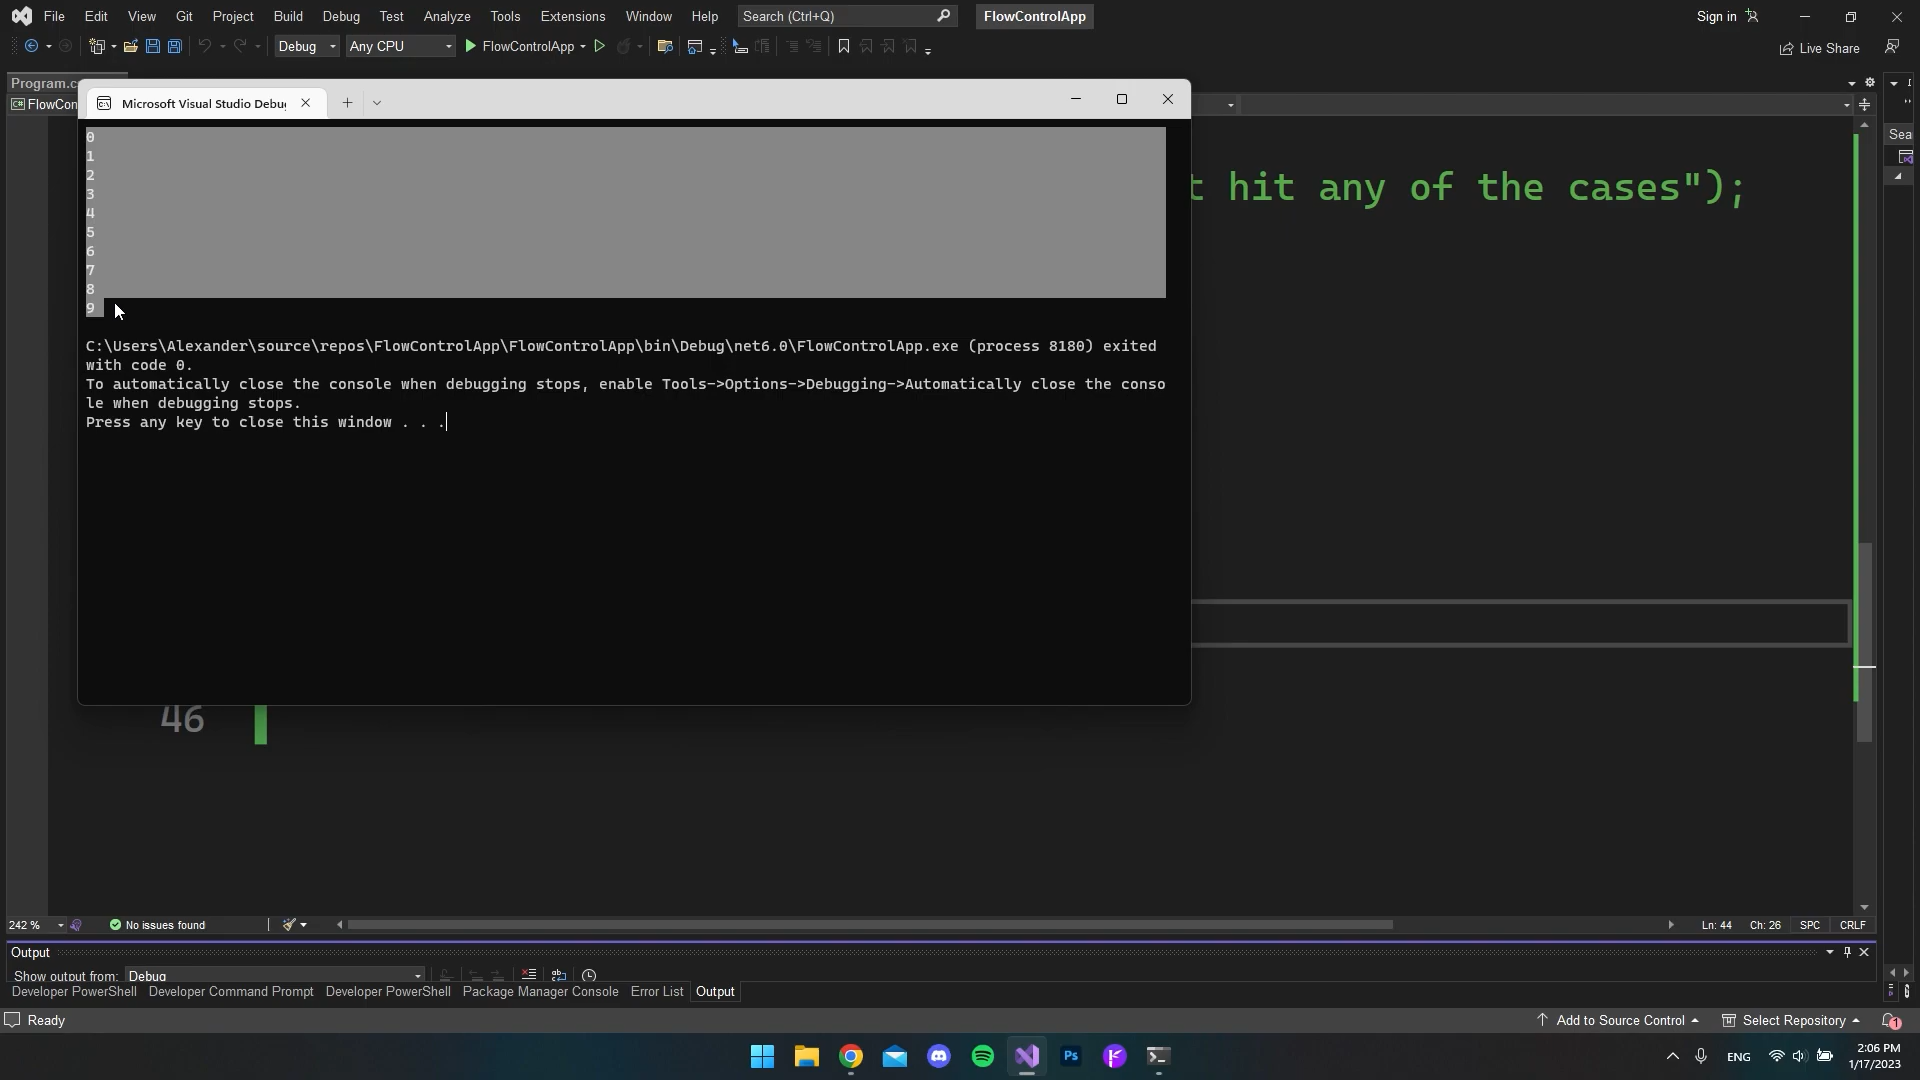 File Edit View Git Project Build Debug Test Analyze Tools Extensions Window Help Search (Ctrl+Q) FlowControlApp Sign in
Debug Any CPU FlowControlApp Live Share
Program.c
C# FlowCon
Microsoft Visual Studio Debu
Sea
0
1
2
3
4
5
6
7
8
9
t hit any of the cases");
C:\Users\Alexander\source\repos\FlowControlApp\FlowControlApp\bin\Debug\net6.0\FlowControlApp.exe (process 8180) exited
with code 0.
To automatically close the console when debugging stops, enable Tools->Options->Debugging->Automatically close the conso
le when debugging stops.
Press any key to close this window . . .
46
242 % No issues found Ln: 44 Ch: 26 SPC CRLF
Output
Show output from: Debug
Developer PowerShell Developer Command Prompt Developer PowerShell Package Manager Console Error List Output
Ready Add to Source Control Select Repository 1
Ps ENG 2:06 PM
1/17/2023